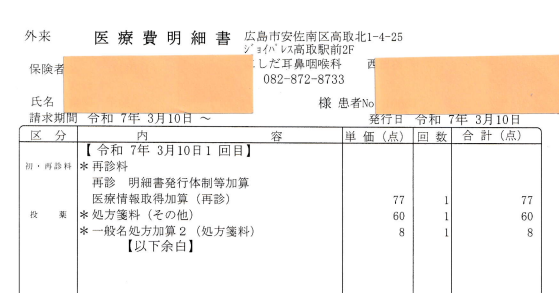 外来 医療費明細書 広島市安佐南区高取北1-4-25
ｼﾞｮｲﾊﾟﾚｽ高取駅前2F
保険者 しだ耳鼻咽喉科 西
082-872-8733
氏名 様 患者No
請求期間 令和 7年 3月10日 ～ 発行日 令和 7年 3月10日
区 分 内 容 単価(点) 回数 合計(点)
【 令和 7年 3月10日1 回目】
初・再診料 ＊再診料
再診 明細書発行体制等加算
医療情報取得加算（再診） 77 1 77
投 薬 ＊処方箋料（その他） 60 1 60
＊一般名処方加算２（処方箋料） 8 1 8
【以下余白】